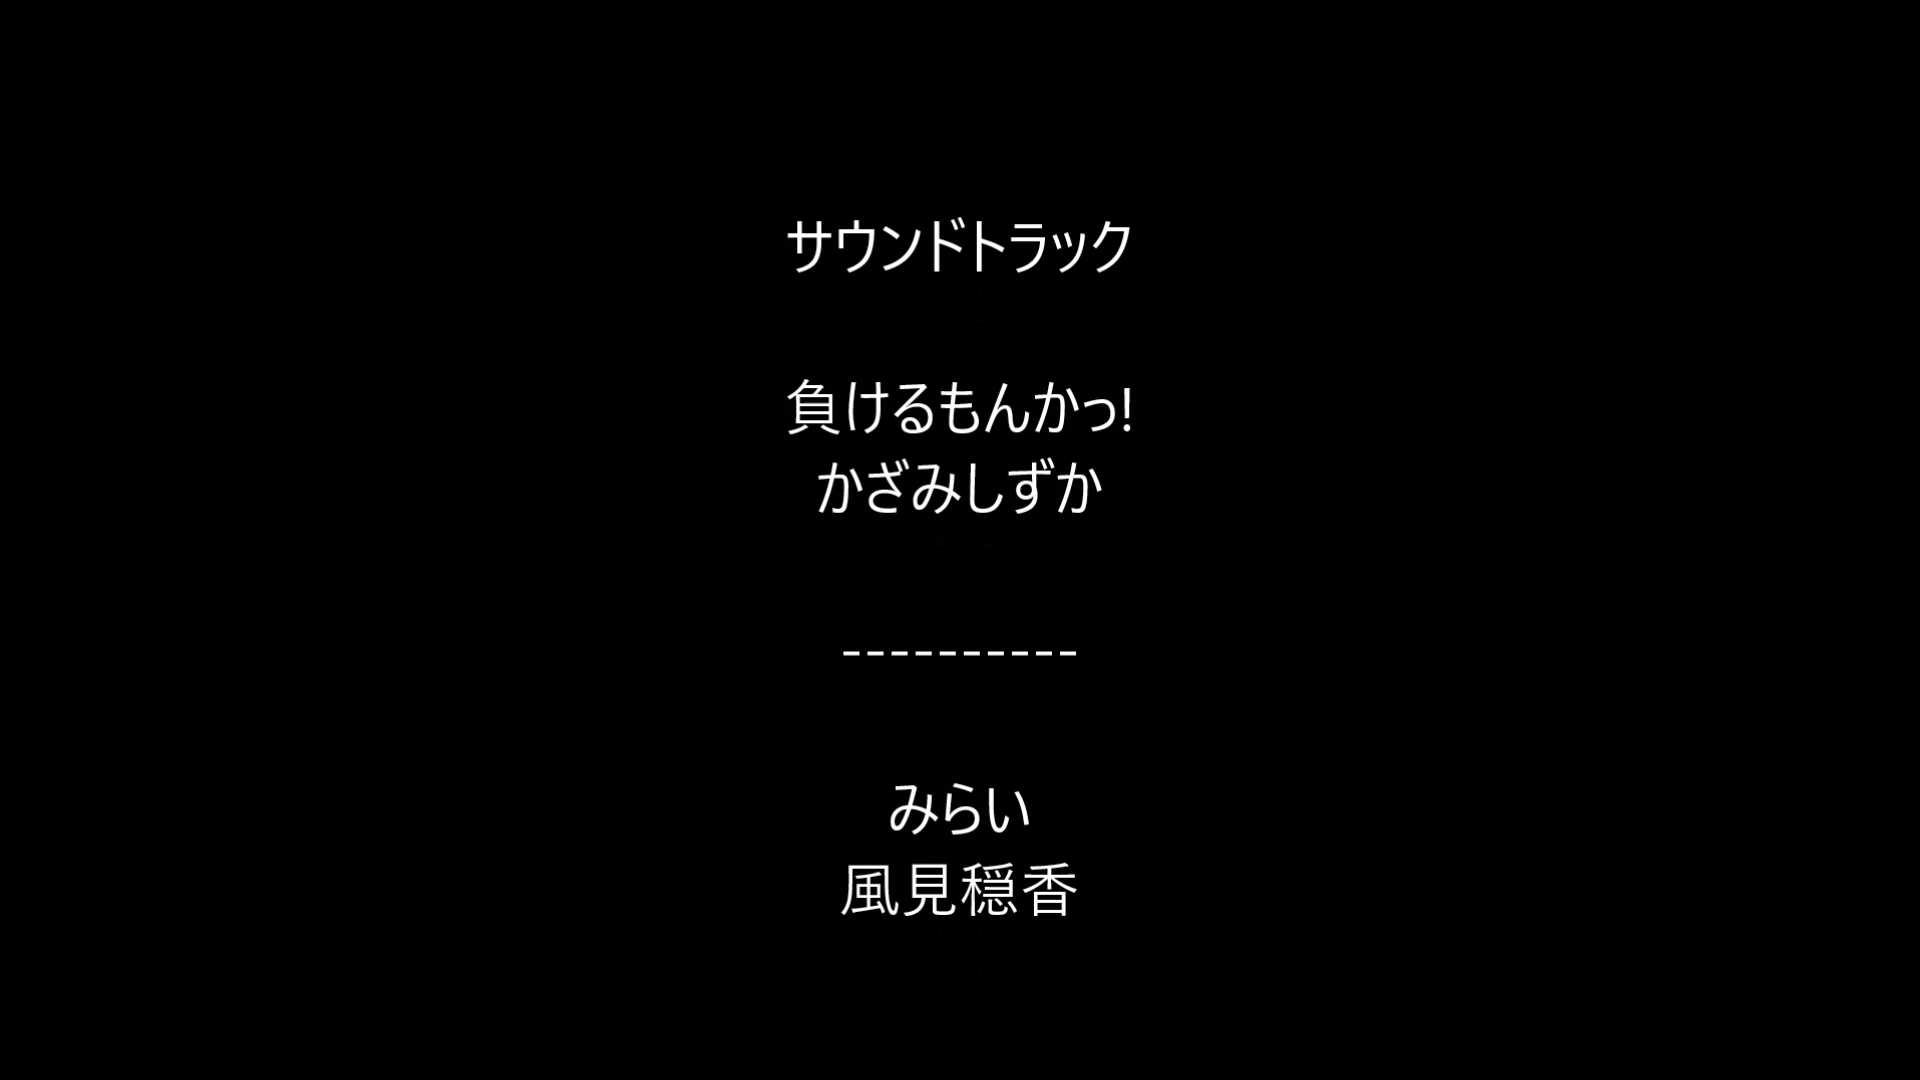 サウンドトラック
負けるもんかっ!
かざみしずか
----------
みらい
風見穏香